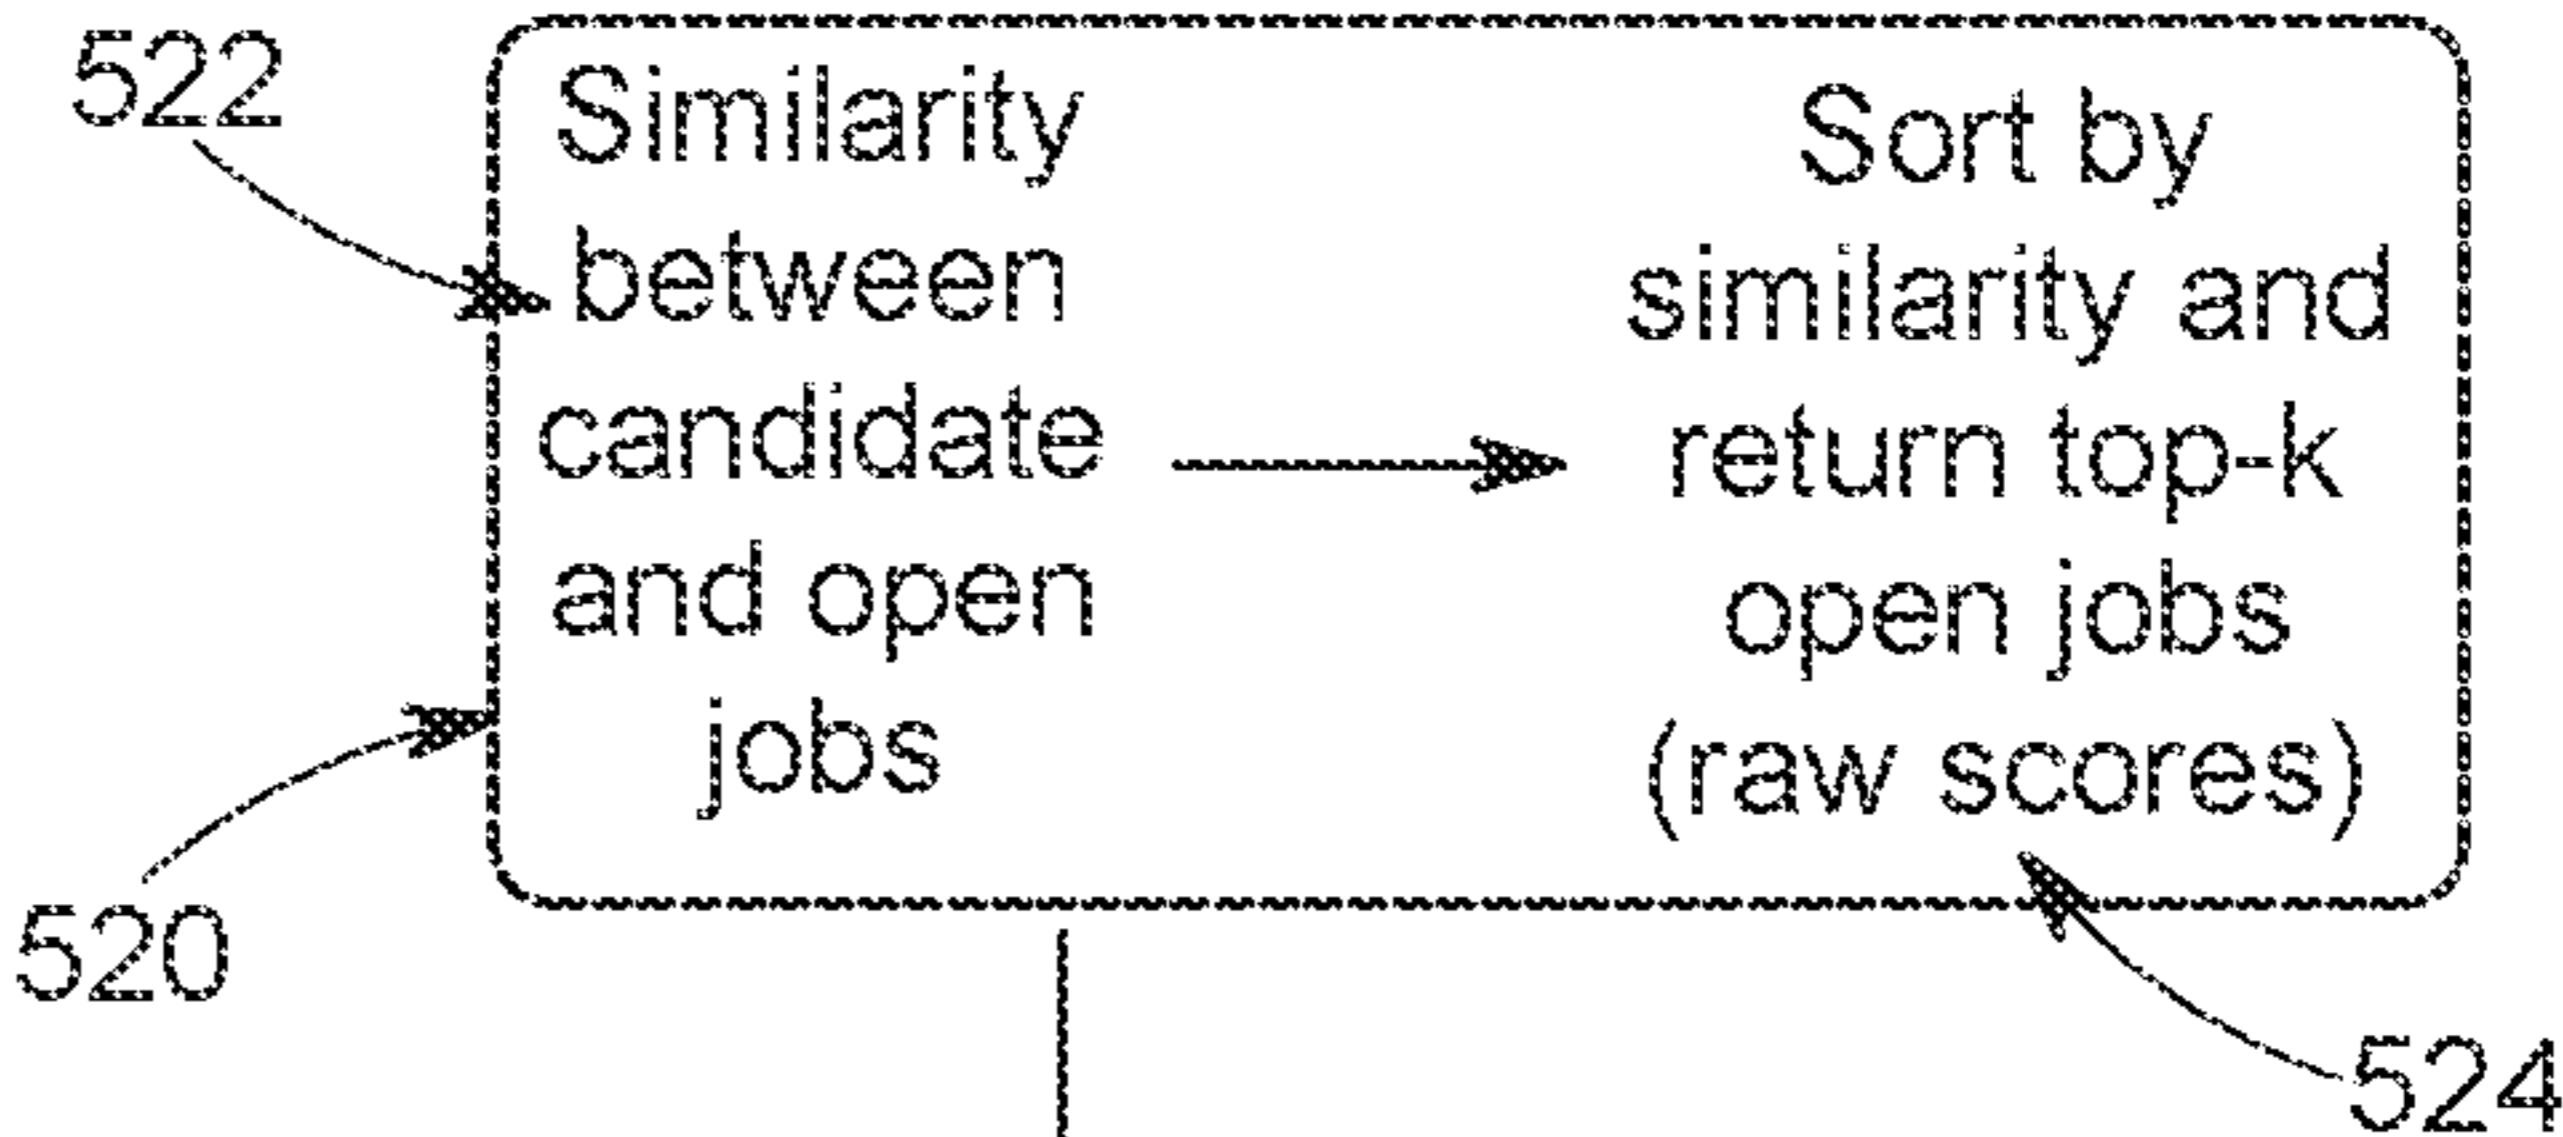 522
Similarity
between
candidate
and open
jobs
Sort by
similarity and
return top-k
open jobs
(raw scores)
520
524